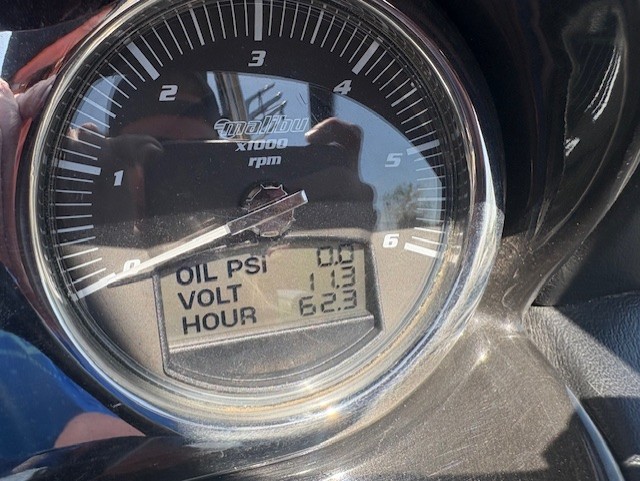 3
2
4
malibu
x1000
rpm
1
5
0
6
OIL PSI 0.0
VOLT 11.3
HOUR 62.3